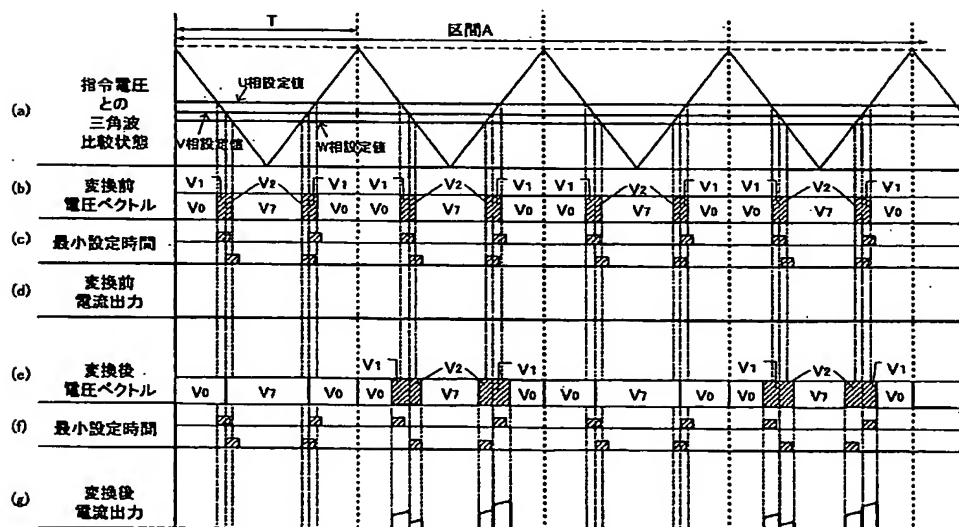 T
区間A
(a)
指令電圧
との
三角波
比較状態
U相設定値
V相設定値
W相設定値
(b)
変換前
電圧ベクトル
V1 V2 V1 V1 V2 V1 V1 V2 V1 V1 V2 V1
V0 V7 V0 V0 V7 V0 V0 V7 V0 V0 V7 V0
(c)
最小設定時間
(d)
変換前
電流出力
(e)
変換後
電圧ベクトル
V1 V2 V1 V1 V2 V1
V0 V7 V0 V0 V7 V0 V0 V7 V0 V0 V7 V0
(f)
最小設定時間
(g)
変換後
電流出力